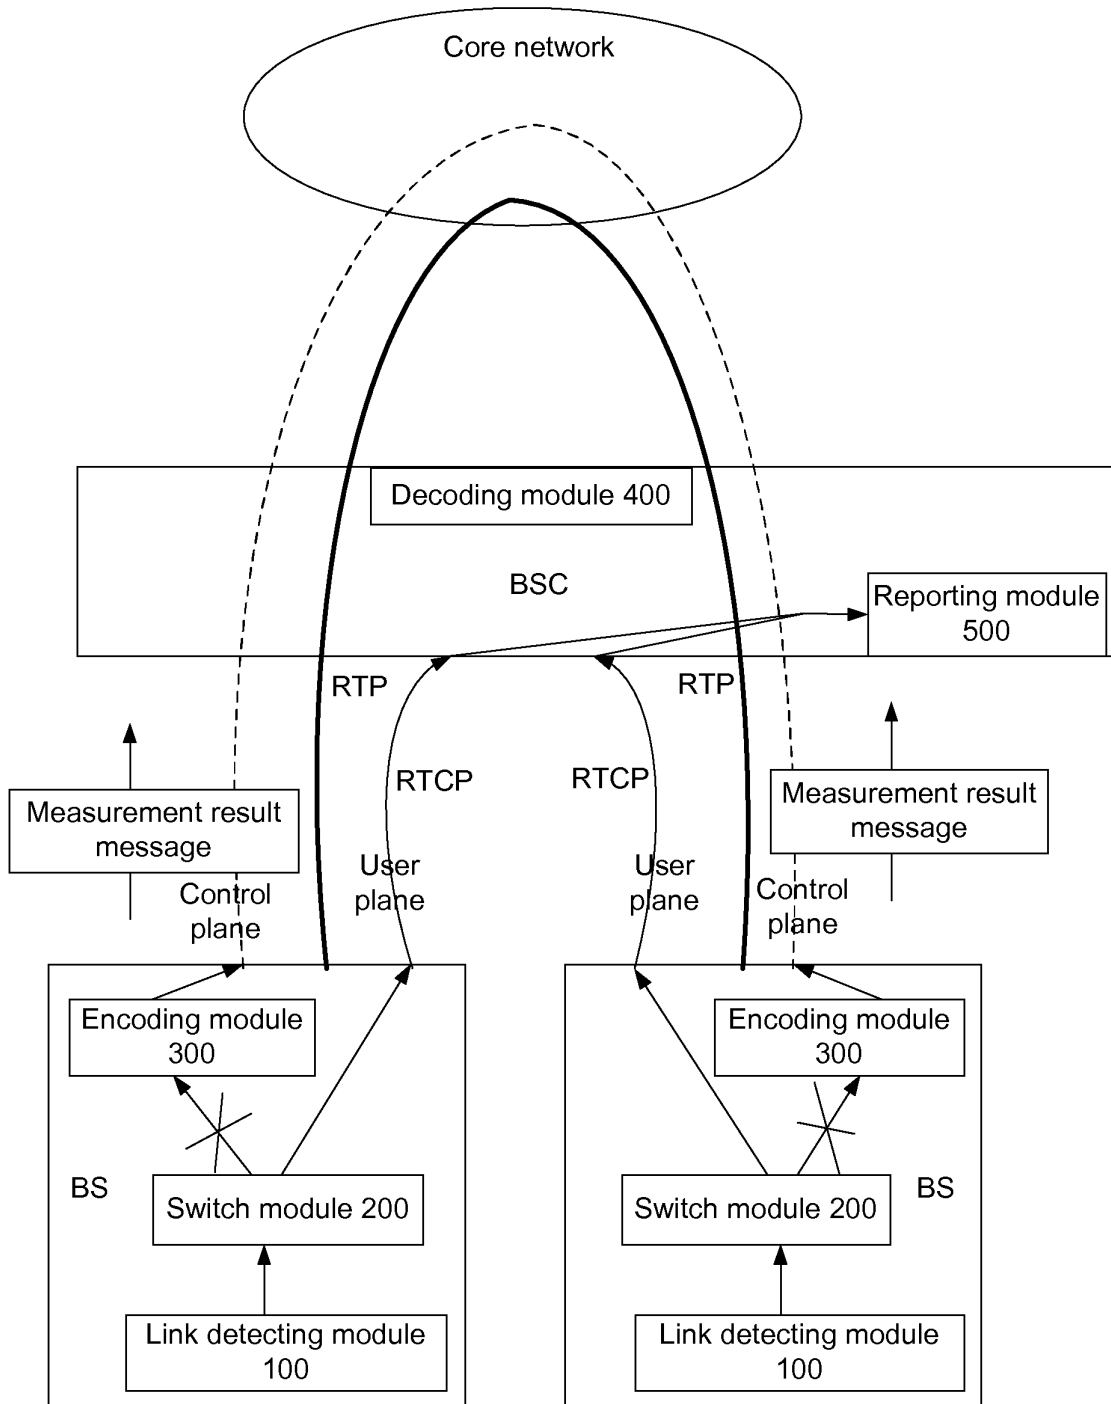 Core network
Decoding module 400
BSC
Reporting module
500
RTP
RTP
RTCP
RTCP
Measurement result
message
Measurement result
message
User
plane
User
plane
Control
plane
Control
plane
Encoding module
300
Encoding module
300
BS
Switch module 200
Switch module 200
BS
Link detecting module
100
Link detecting module
100